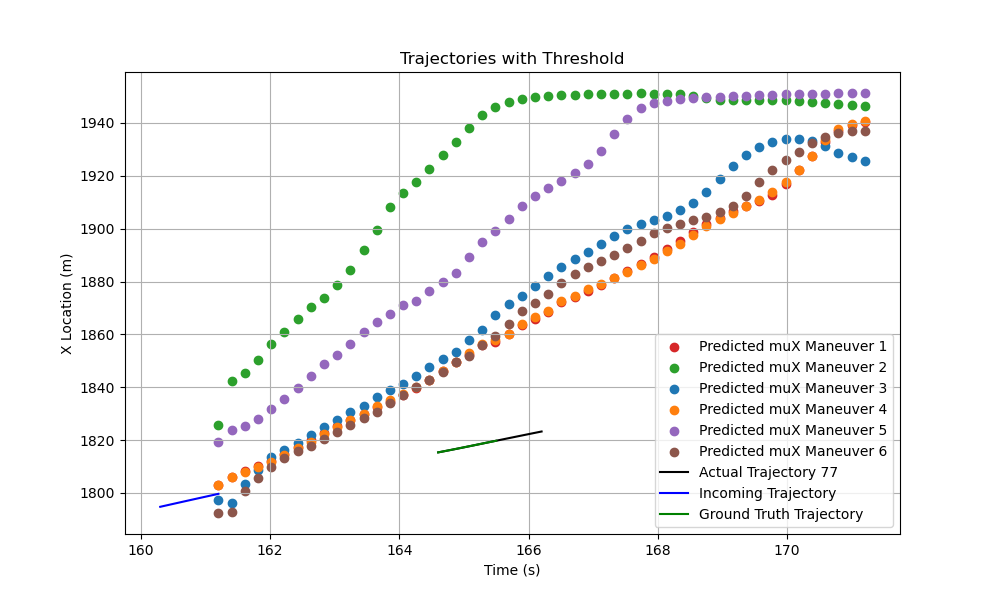 Trajectories with Threshold
X Location (m)
1940
1920
1900
1880
1860
1840
1820
1800
160
162
164
166
168
170
Time (s)
Predicted muX Maneuver 1
Predicted muX Maneuver 2
Predicted muX Maneuver 3
Predicted muX Maneuver 4
Predicted muX Maneuver 5
Predicted muX Maneuver 6
Actual Trajectory 77
Incoming Trajectory
Ground Truth Trajectory